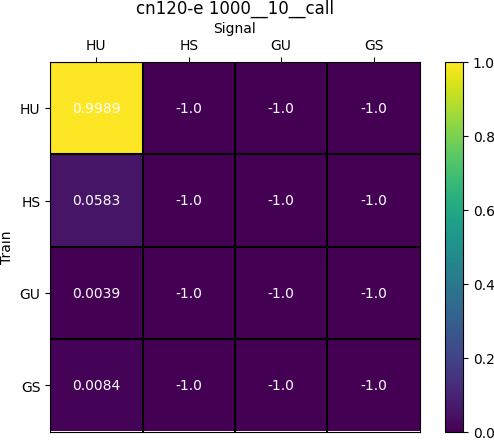 cn120-e 1000__10__call
Signal
HU HS GU GS
HU 0.9989 -1.0 -1.0 -1.0
HS 0.0583 -1.0 -1.0 -1.0
GU 0.0039 -1.0 -1.0 -1.0
GS 0.0084 -1.0 -1.0 -1.0
Train
1.0
0.8
0.6
0.4
0.2
0.0